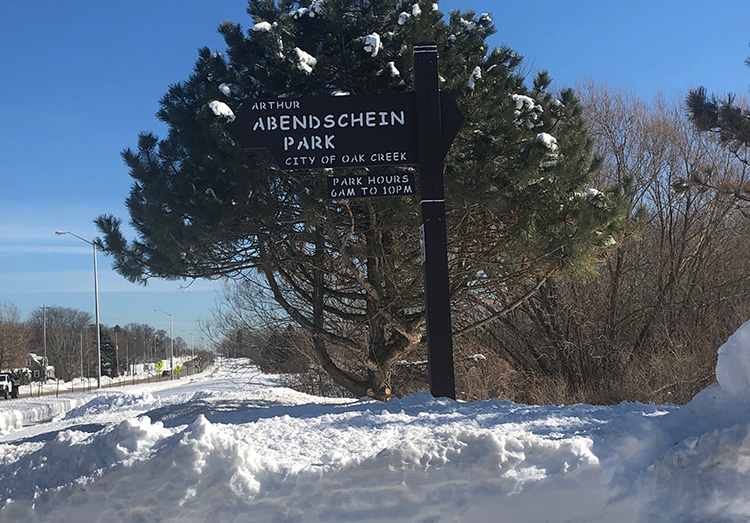 ARTHUR
ABENDSCHEIN
PARK
CITY OF OAK CREEK
PARK HOURS
6AM TO 10PM